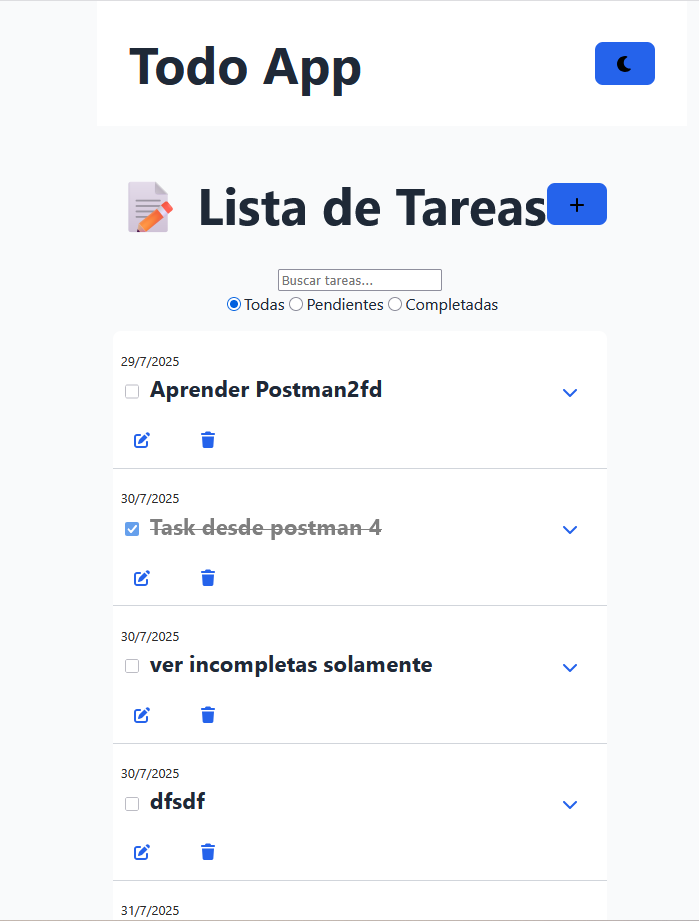 Todo App
Lista de Tareas
Buscar tareas...
Todas Pendientes Completadas
29/7/2025
Aprender Postman2fd
30/7/2025
Task desde postman 4
30/7/2025
ver incompletas solamente
30/7/2025
dfsdf
31/7/2025